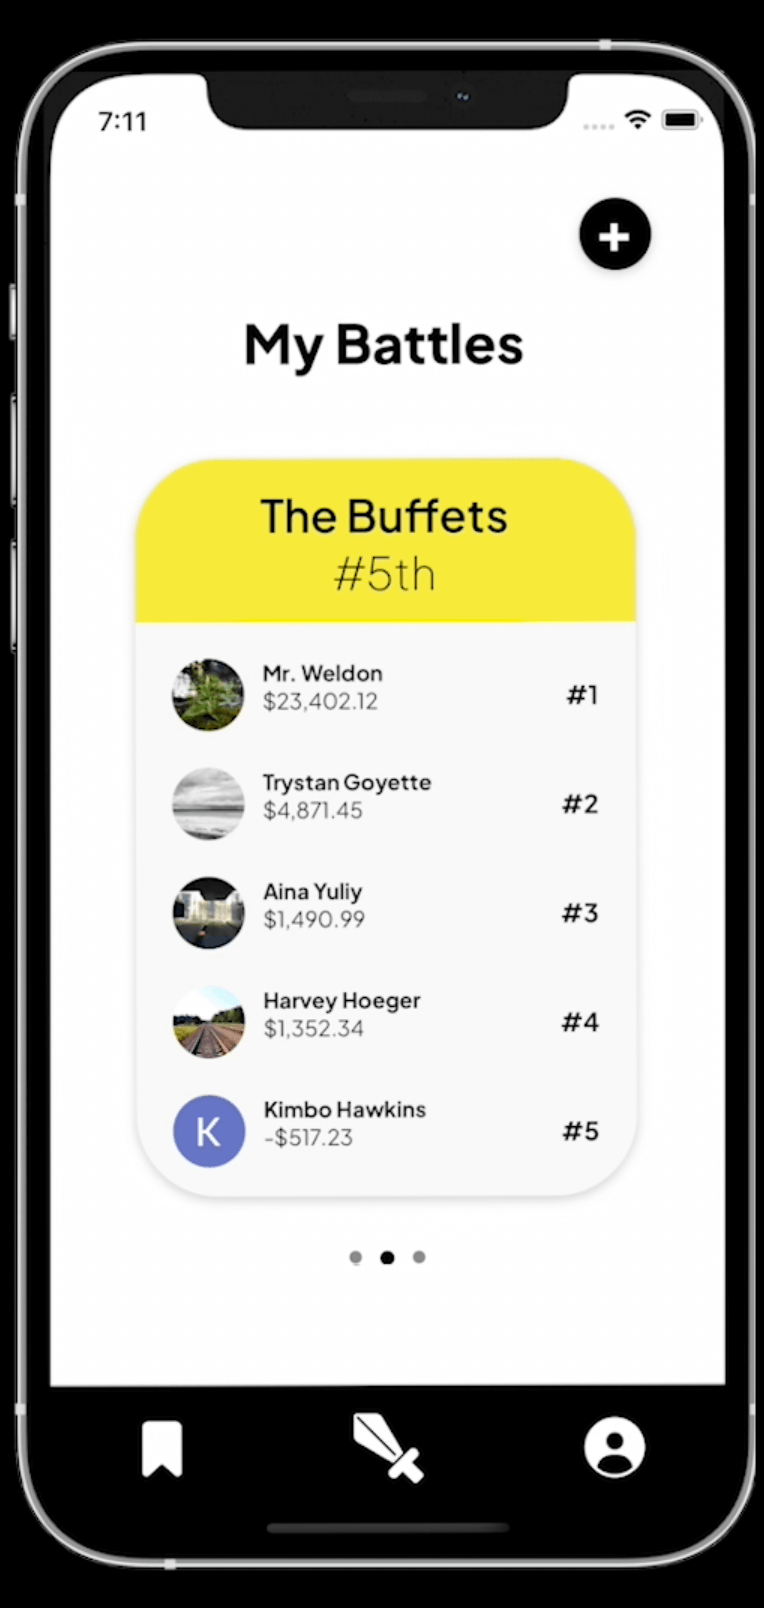 7:11
+
My Battles
The Buffets
#5th
Mr. Weldon
$23,402.12
#1
Trystan Goyette
$4,871.45
#2
Aina Yuliy
$1,490.99
#3
Harvey Hoeger
$1,352.34
#4
K
Kimbo Hawkins
-$517.23
#5